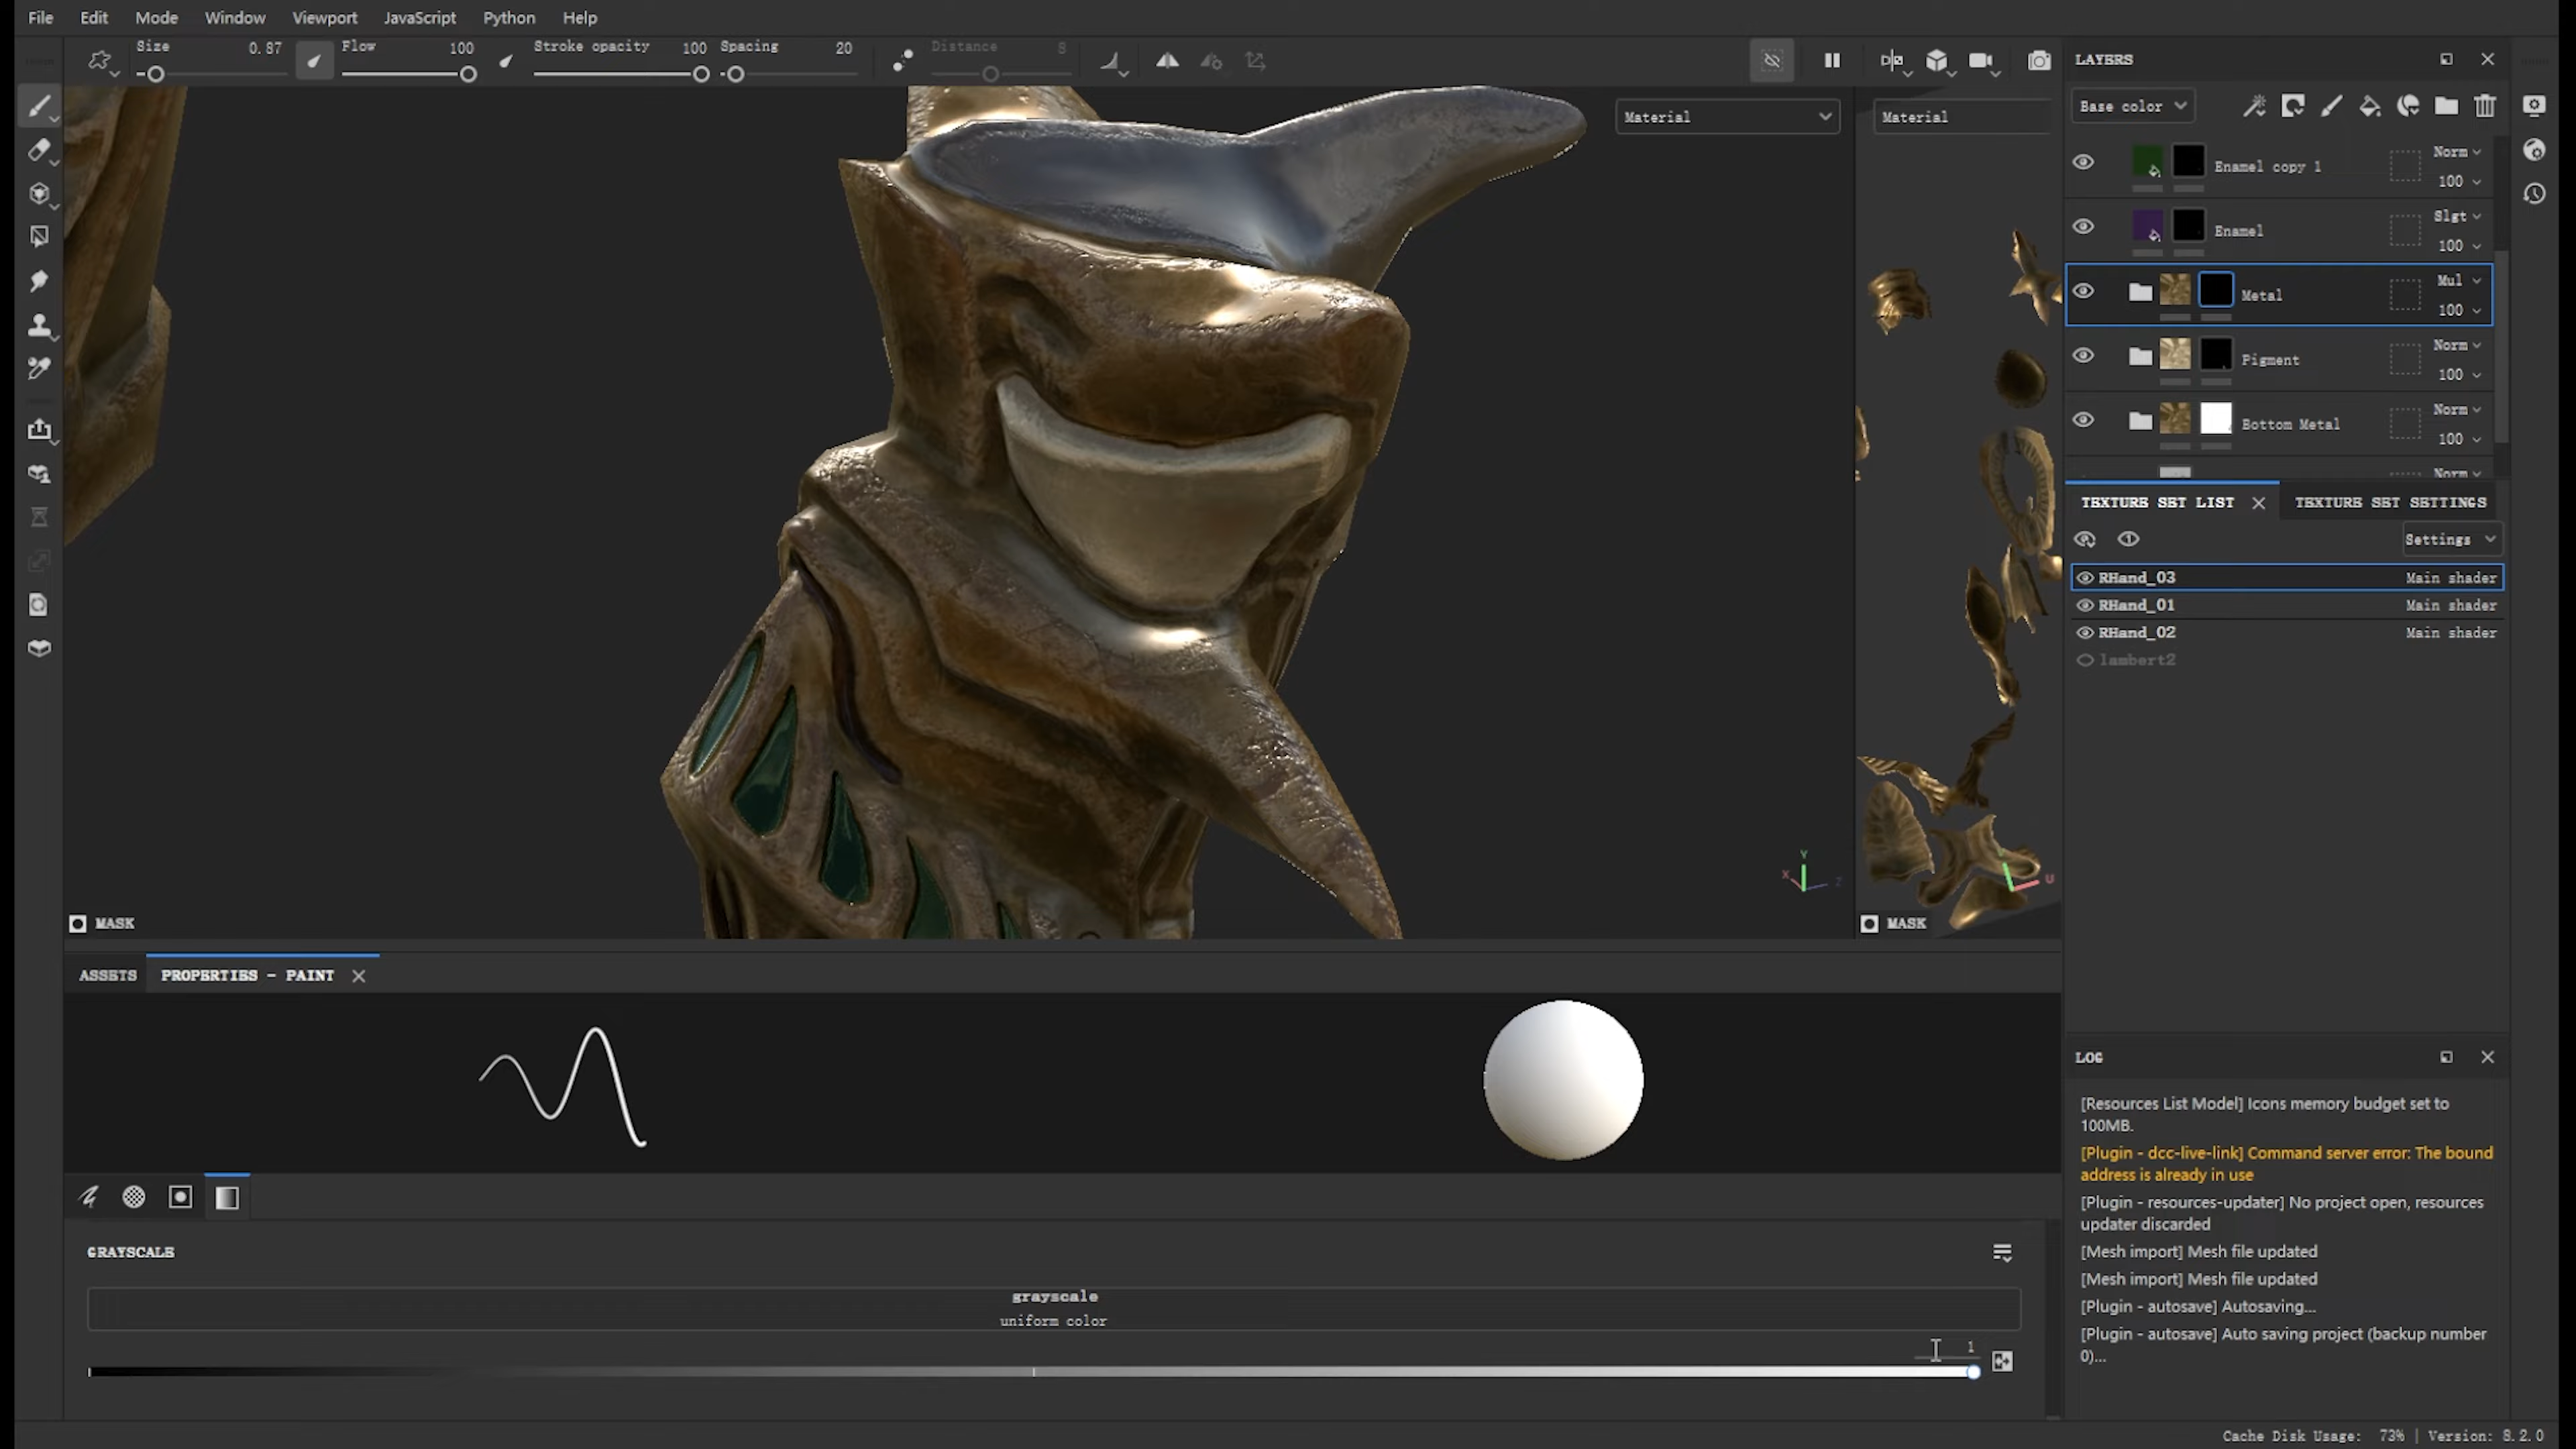 File Edit Mode Window Viewport JavaScript Python Help
Size 0.87 Flow 100 Stroke opacity 100 Spacing 20 Distance 8
Material
Material
MASK
MASK
Y
X Z
U
LAYERS
Base color
Enamel copy 1 Norm 100
Enamel Slgt 100
Metal Mul 100
Pigment Norm 100
Bottom Metal Norm 100
Norm
TEXTURE SET LIST TEXTURE SET SETTINGS
Settings
RHand_03 Main shader
RHand_01 Main shader
RHand_02 Main shader
lambert2
ASSETS PROPERTIES - PAINT
GRAYSCALE
grayscale
uniform color
1
LOG
[Resources List Model] Icons memory budget set to
100MB.
[Plugin - dcc-live-link] Command server error: The bound
address is already in use
[Plugin - resources-updater] No project open, resources
updater discarded
[Mesh import] Mesh file updated
[Mesh import] Mesh file updated
[Plugin - autosave] Autosaving...
[Plugin - autosave] Auto saving project (backup number
0)...
Cache Disk Usage: 73% | Version: 8.2.0